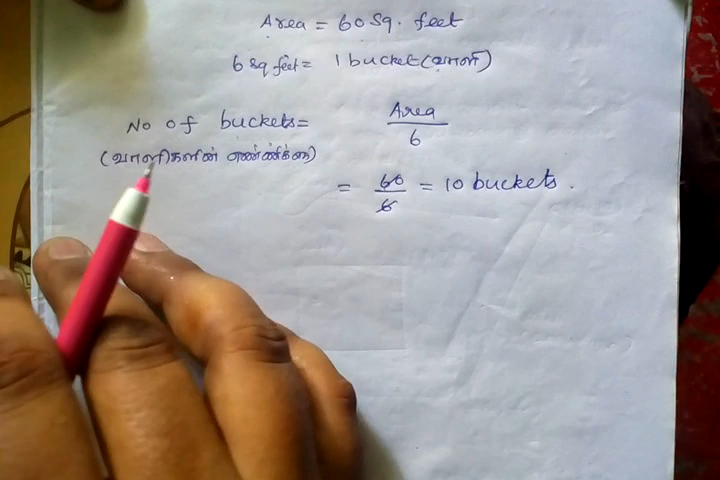 Area = 60 Sq. feet
6 sq feet = 1 bucket (வாளி)
No of buckets = Area / 6
(வாளிகளின் எண்ணிக்கை)
= 60 / 6 = 10 buckets.